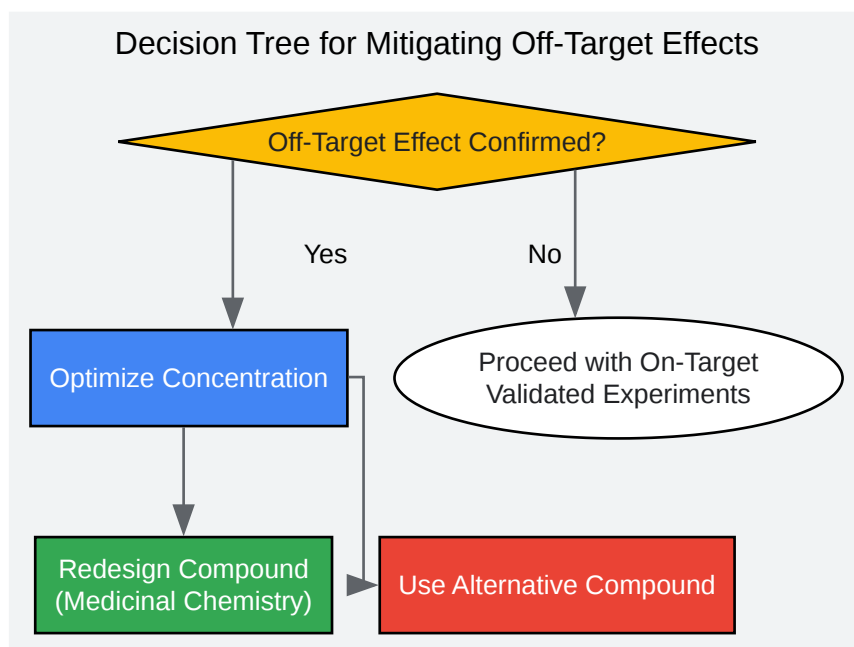 Decision Tree for Mitigating Off-Target Effects
Off-Target Effect Confirmed?
Yes
No
Optimize Concentration
Proceed with On-Target
Validated Experiments
Redesign Compound
(Medicinal Chemistry)
Use Alternative Compound